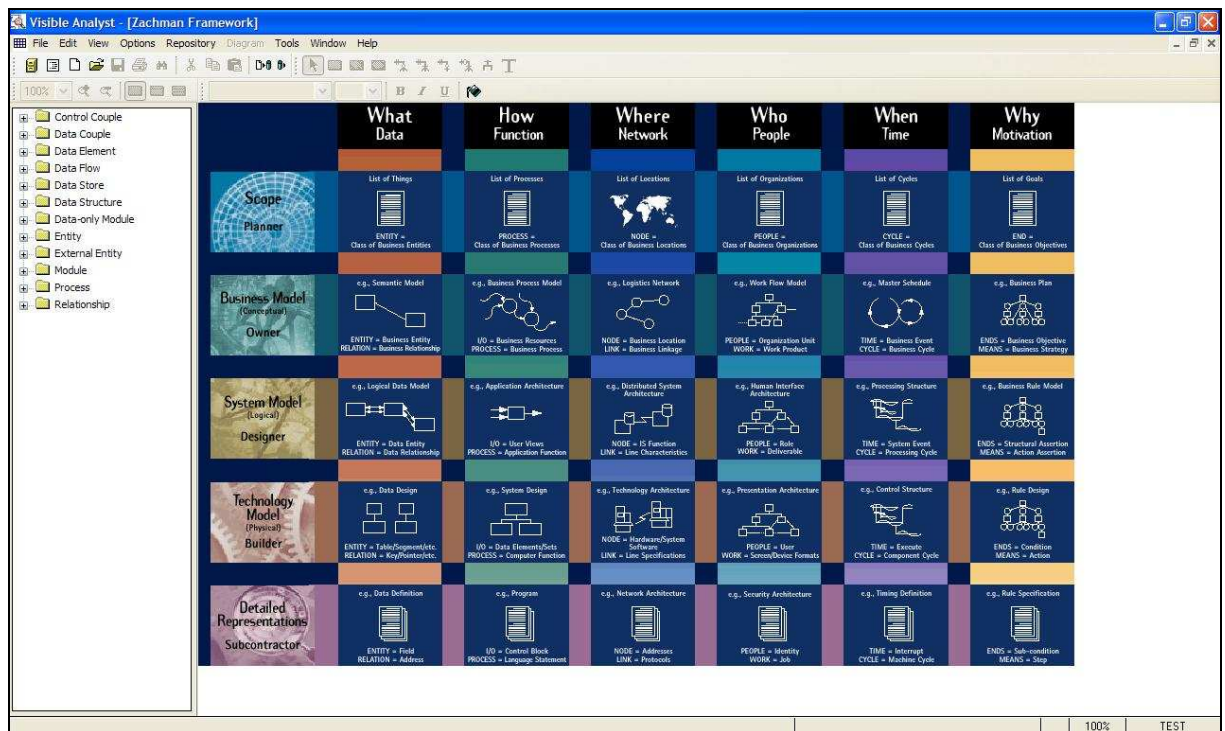 Visible Analyst - [Zachman Framework]
File Edit View Options Repository Diagram Tools Window Help
100% B I U
Control Couple
Data Couple
Data Element
Data Flow
Data Store
Data Structure
Data-only Module
Entity
External Entity
Module
Process
Relationship
What How Where Who When Why
Data Function Network People Time Motivation
Scope
Planner
List of Things
ENTITY =
Class of Business Entities
List of Processes
PROCESS =
Class of Business Processes
List of Locations
NODE =
Class of Business Locations
List of Organizations
PEOPLE =
Class of Business Organizations
List of Cycles
CYCLE =
Class of Business Cycles
List of Goals
END =
Class of Business Objectives
Business Model
(Conceptual)
Owner
e.g., Semantic Model
ENTITY = Business Entity
RELATION = Business Relationship
e.g., Business Process Model
I/O = Business Resources
PROCESS = Business Process
e.g., Logistics Network
NODE = Business Location
LINK = Business Linkage
e.g., Work Flow Model
PEOPLE = Organization Unit
WORK = Work Product
e.g., Master Schedule
TIME = Business Event
CYCLE = Business Cycle
e.g., Business Plan
ENDS = Business Objective
MEANS = Business Strategy
System Model
(Logical)
Designer
e.g., Logical Data Model
ENTITY = Data Entity
RELATION = Data Relationship
e.g., Application Architecture
I/O = User Views
PROCESS = Application Function
e.g., Distributed System
Architecture
NODE = IS Function
LINK = Line Characteristics
e.g., Human Interface
Architecture
PEOPLE = Role
WORK = Deliverable
e.g., Processing Structure
TIME = System Event
CYCLE = Processing Cycle
e.g., Business Rule Model
ENDS = Structural Assertion
MEANS = Action Assertion
Technology
Model
(Physical)
Builder
e.g., Data Design
ENTITY = Table/Segment/etc.
RELATION = Key/Pointer/etc.
e.g., System Design
I/O = Data Elements/Sets
PROCESS = Computer Function
e.g., Technology Architecture
NODE = Hardware/System
Software
LINK = Line Specifications
e.g., Presentation Architecture
PEOPLE = User
WORK = Screen/Device Formats
e.g., Control Structure
TIME = Execute
CYCLE = Component Cycle
e.g., Rule Design
ENDS = Condition
MEANS = Action
Detailed
Representations
Subcontractor
e.g., Data Definition
ENTITY = Field
RELATION = Address
e.g., Program
I/O = Control Block
PROCESS = Language Statement
e.g., Network Architecture
NODE = Addresses
LINK = Protocols
e.g., Security Architecture
PEOPLE = Identity
WORK = Job
e.g., Timing Definition
TIME = Interrupt
CYCLE = Machine Cycle
e.g., Rule Specification
ENDS = Sub-condition
MEANS = Step
100% TEST